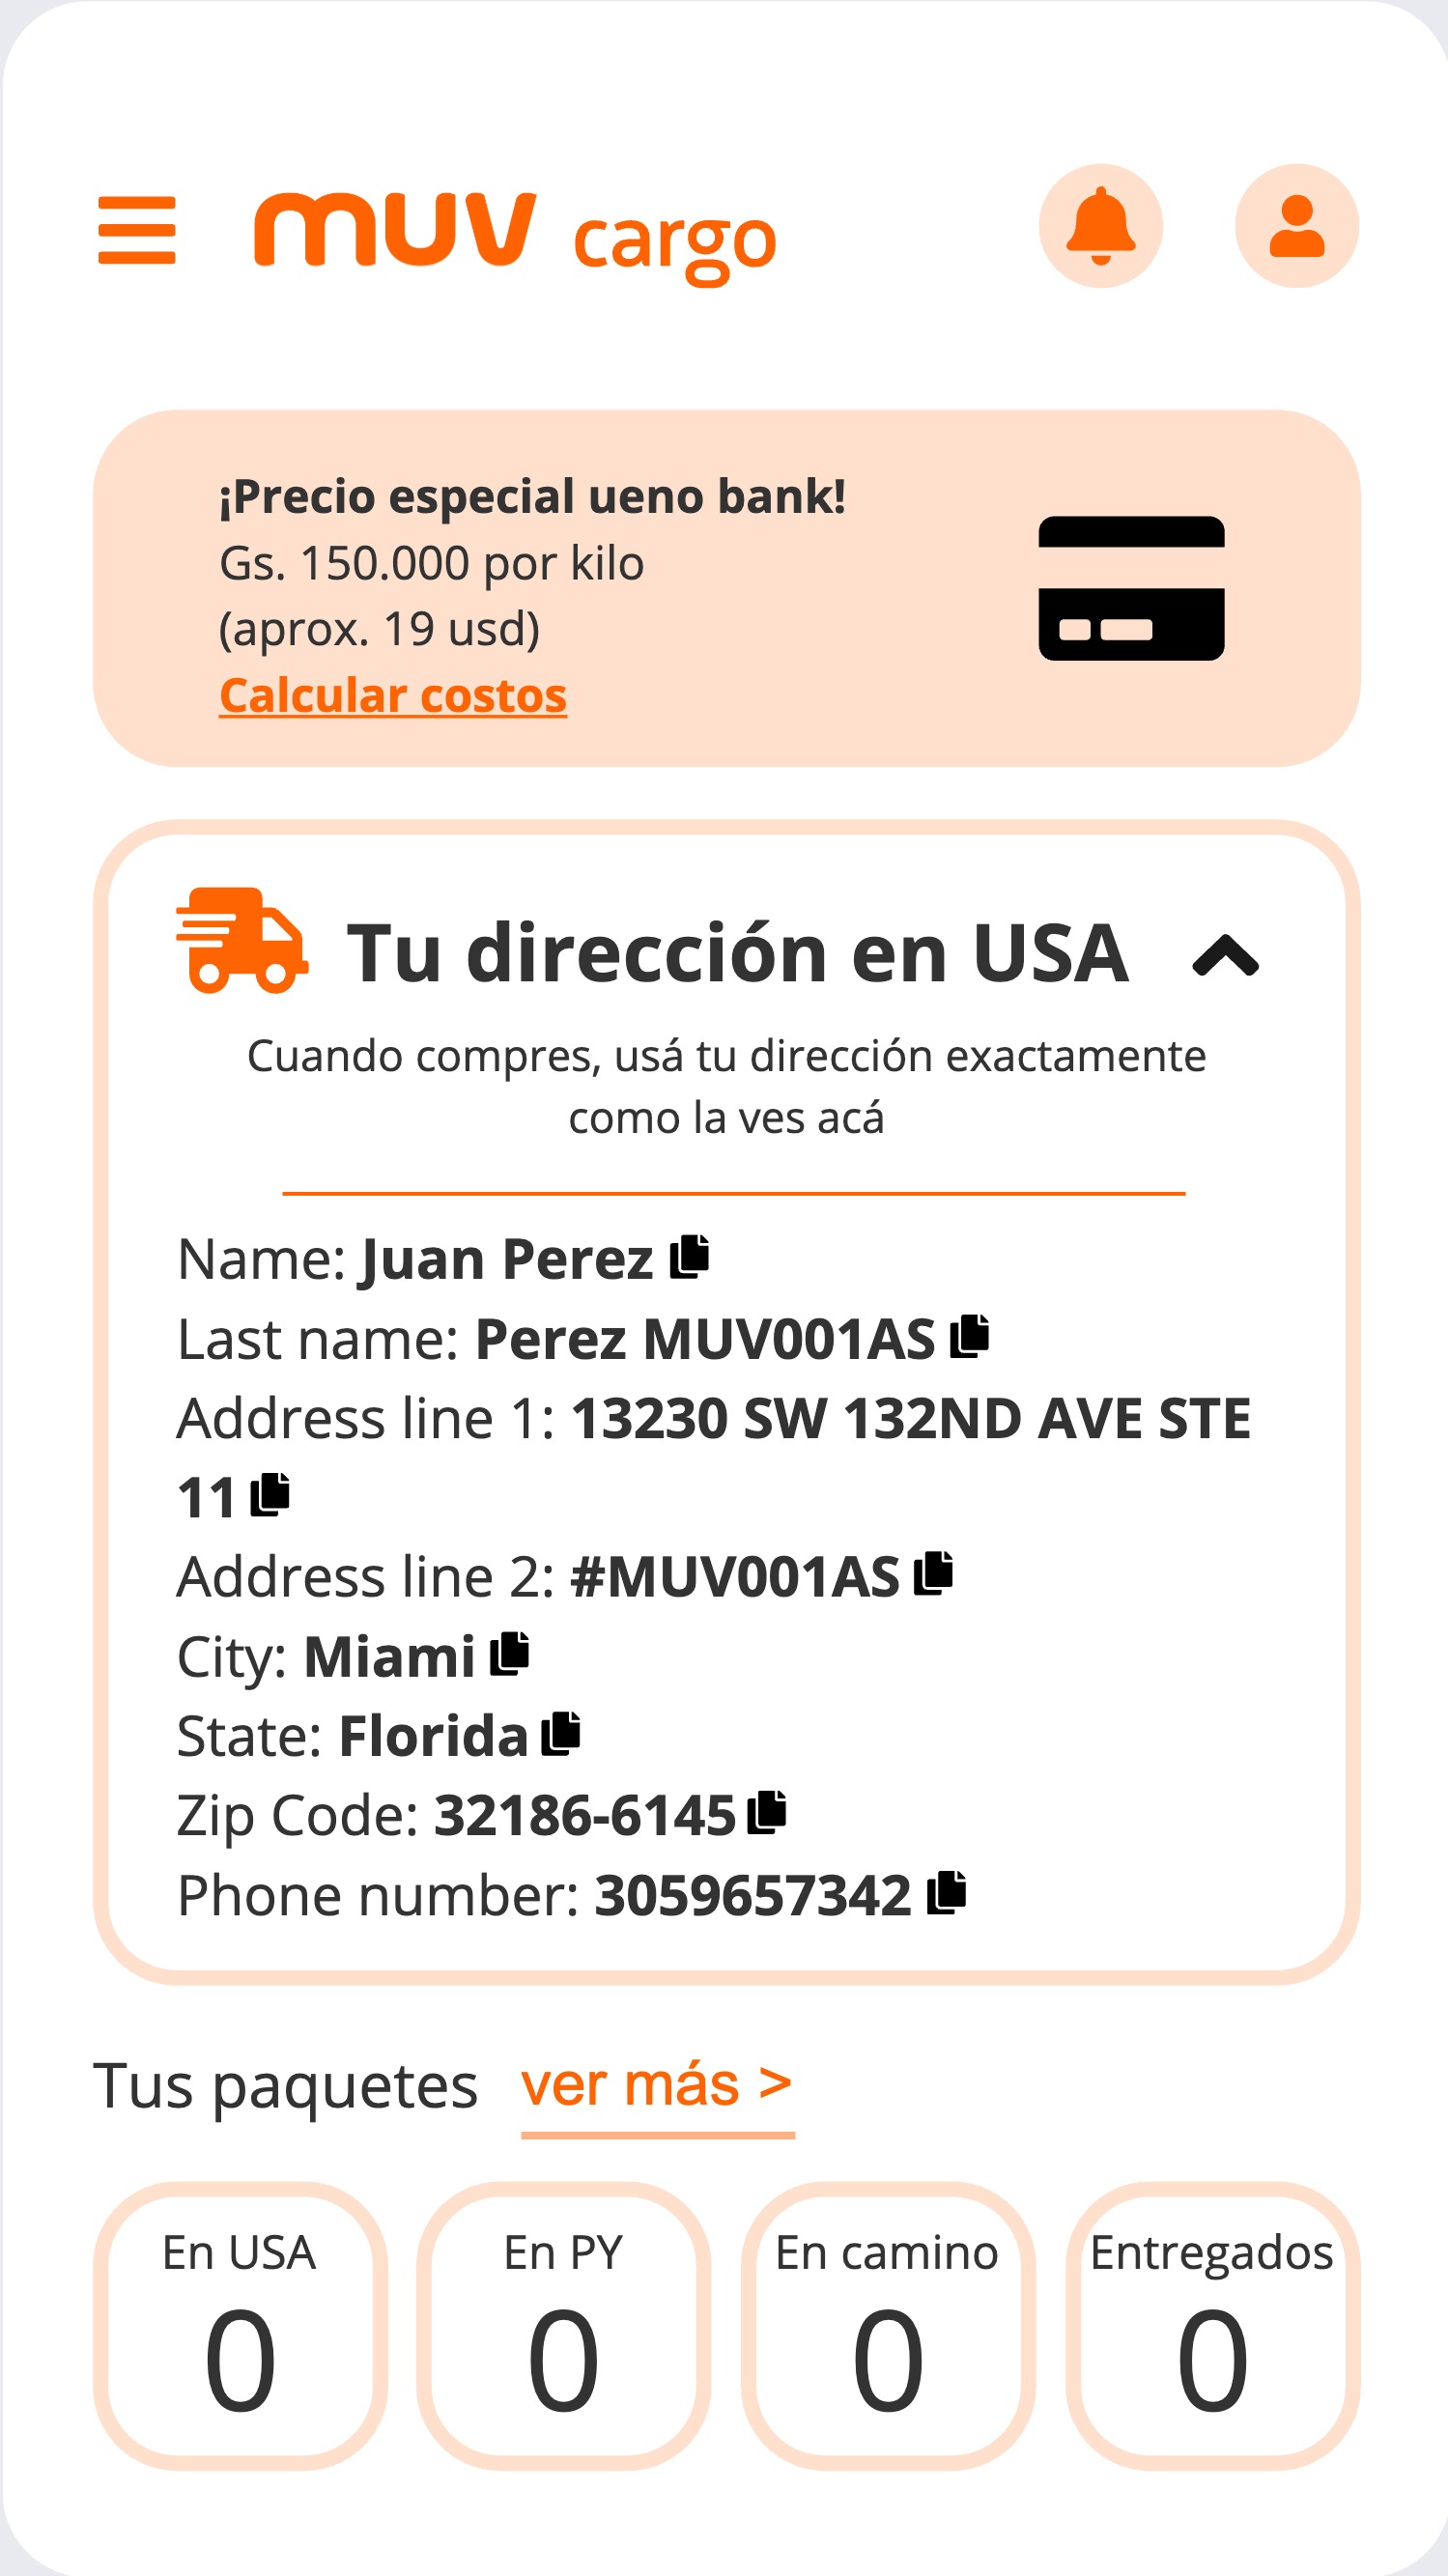 muv cargo
¡Precio especial ueno bank!
Gs. 150.000 por kilo
(aprox. 19 usd)
Calcular costos
Tu dirección en USA
Cuando compres, usá tu dirección exactamente
como la ves acá
Name: Juan Perez
Last name: Perez MUV001AS
Address line 1: 13230 SW 132ND AVE STE
11
Address line 2: #MUV001AS
City: Miami
State: Florida
Zip Code: 32186-6145
Phone number: 3059657342
Tus paquetes ver más >
En USA En PY En camino Entregados
0 0 0 0